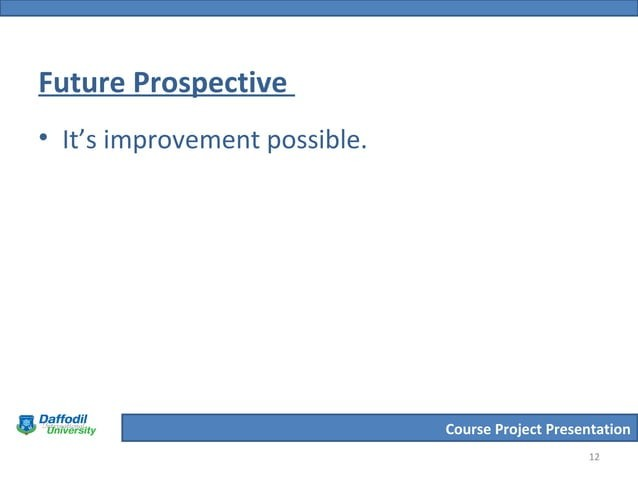 Future Prospective
• It’s improvement possible.
Daffodil
University
Course Project Presentation
12